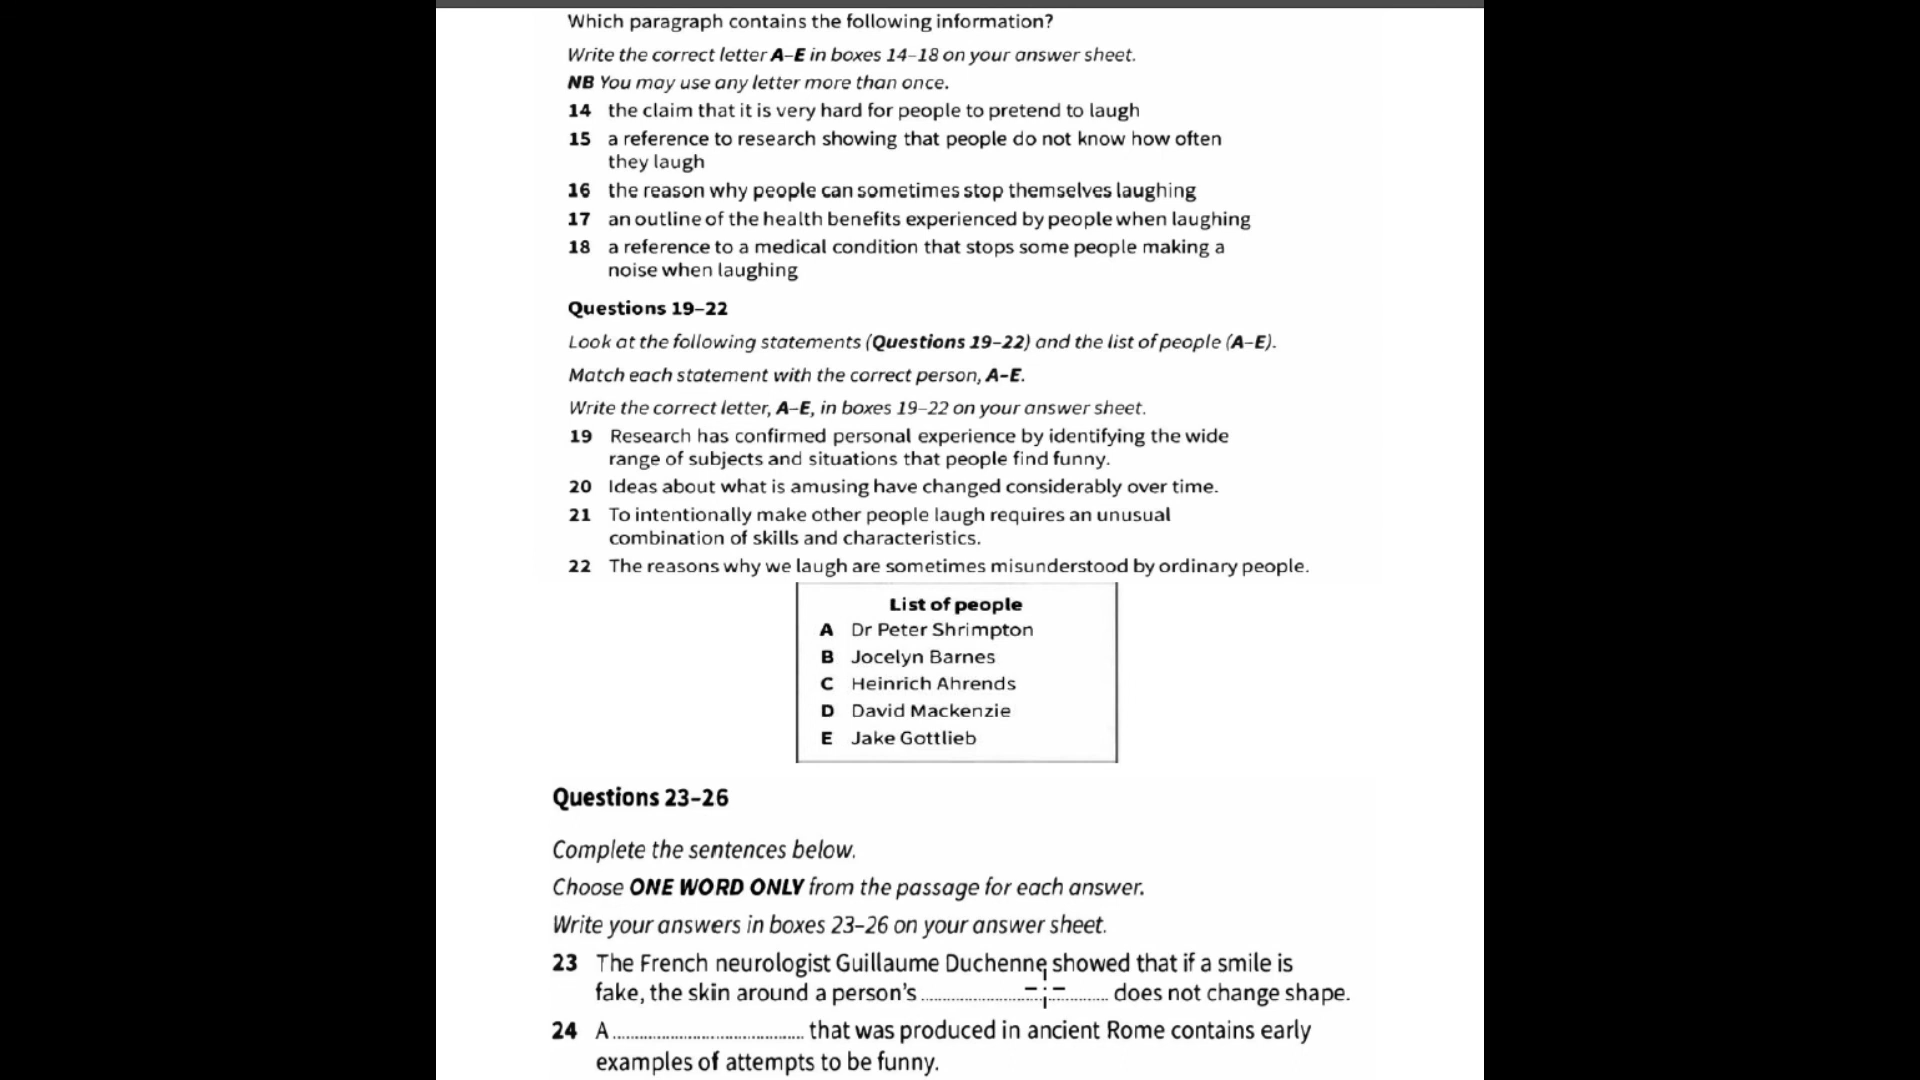 Which paragraph contains the following information?
Write the correct letter A–E in boxes 14–18 on your answer sheet.
NB You may use any letter more than once.
14 the claim that it is very hard for people to pretend to laugh
15 a reference to research showing that people do not know how often
they laugh
16 the reason why people can sometimes stop themselves laughing
17 an outline of the health benefits experienced by people when laughing
18 a reference to a medical condition that stops some people making a
noise when laughing
Questions 19–22
Look at the following statements (Questions 19–22) and the list of people (A–E).
Match each statement with the correct person, A–E.
Write the correct letter, A–E, in boxes 19–22 on your answer sheet.
19 Research has confirmed personal experience by identifying the wide
range of subjects and situations that people find funny.
20 Ideas about what is amusing have changed considerably over time.
21 To intentionally make other people laugh requires an unusual
combination of skills and characteristics.
22 The reasons why we laugh are sometimes misunderstood by ordinary people.
List of people
A Dr Peter Shrimpton
B Jocelyn Barnes
C Heinrich Ahrends
D David Mackenzie
E Jake Gottlieb
Questions 23–26
Complete the sentences below.
Choose ONE WORD ONLY from the passage for each answer.
Write your answers in boxes 23–26 on your answer sheet.
23 The French neurologist Guillaume Duchenne showed that if a smile is
fake, the skin around a person's .................... does not change shape.
24 A .................... that was produced in ancient Rome contains early
examples of attempts to be funny.